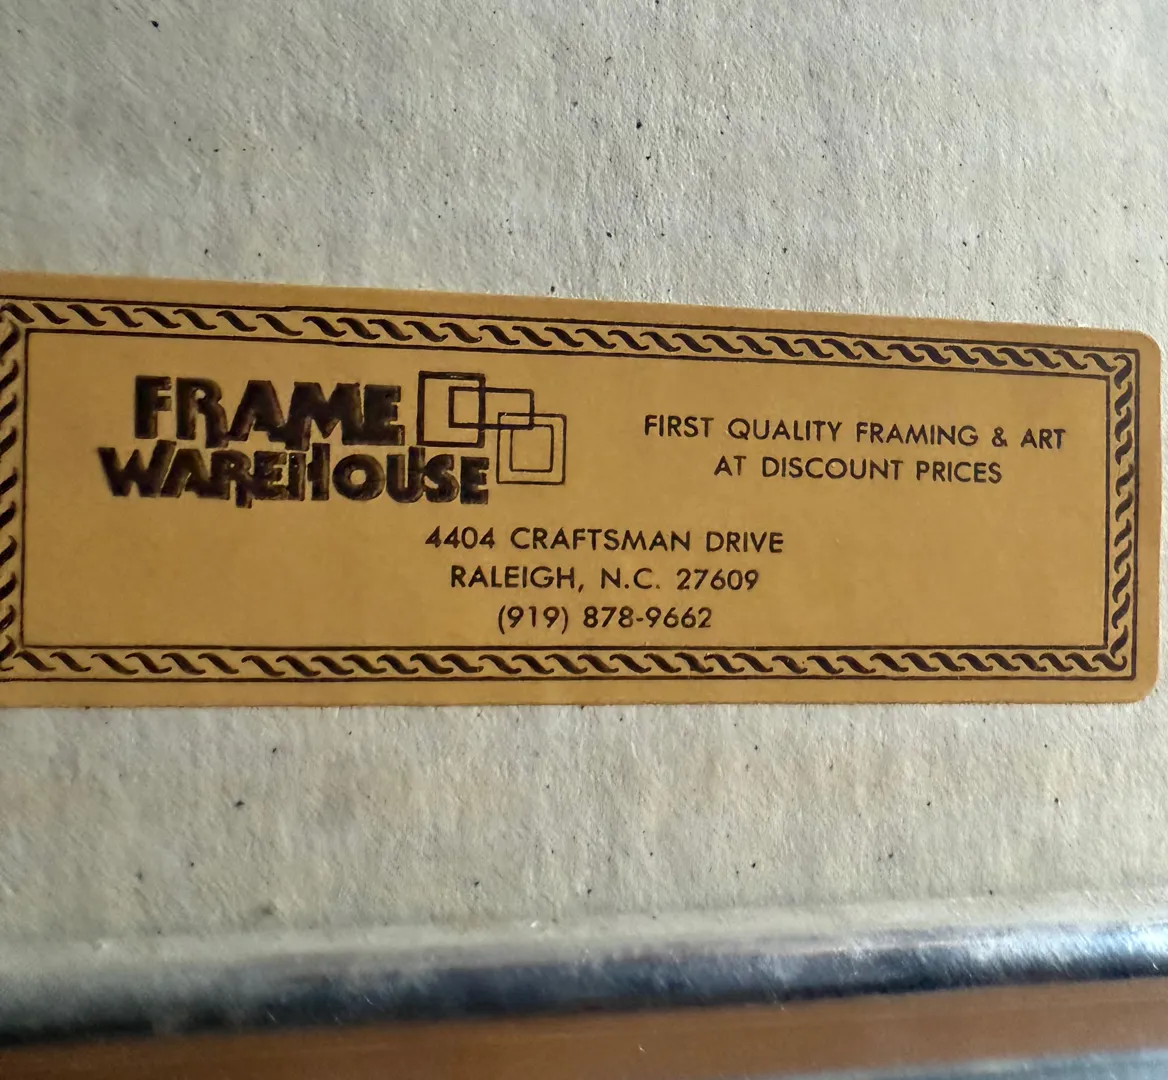 FRAME
WAREHOUSE
FIRST QUALITY FRAMING & ART
AT DISCOUNT PRICES
4404 CRAFTSMAN DRIVE
RALEIGH, N.C. 27609
(919) 878-9662